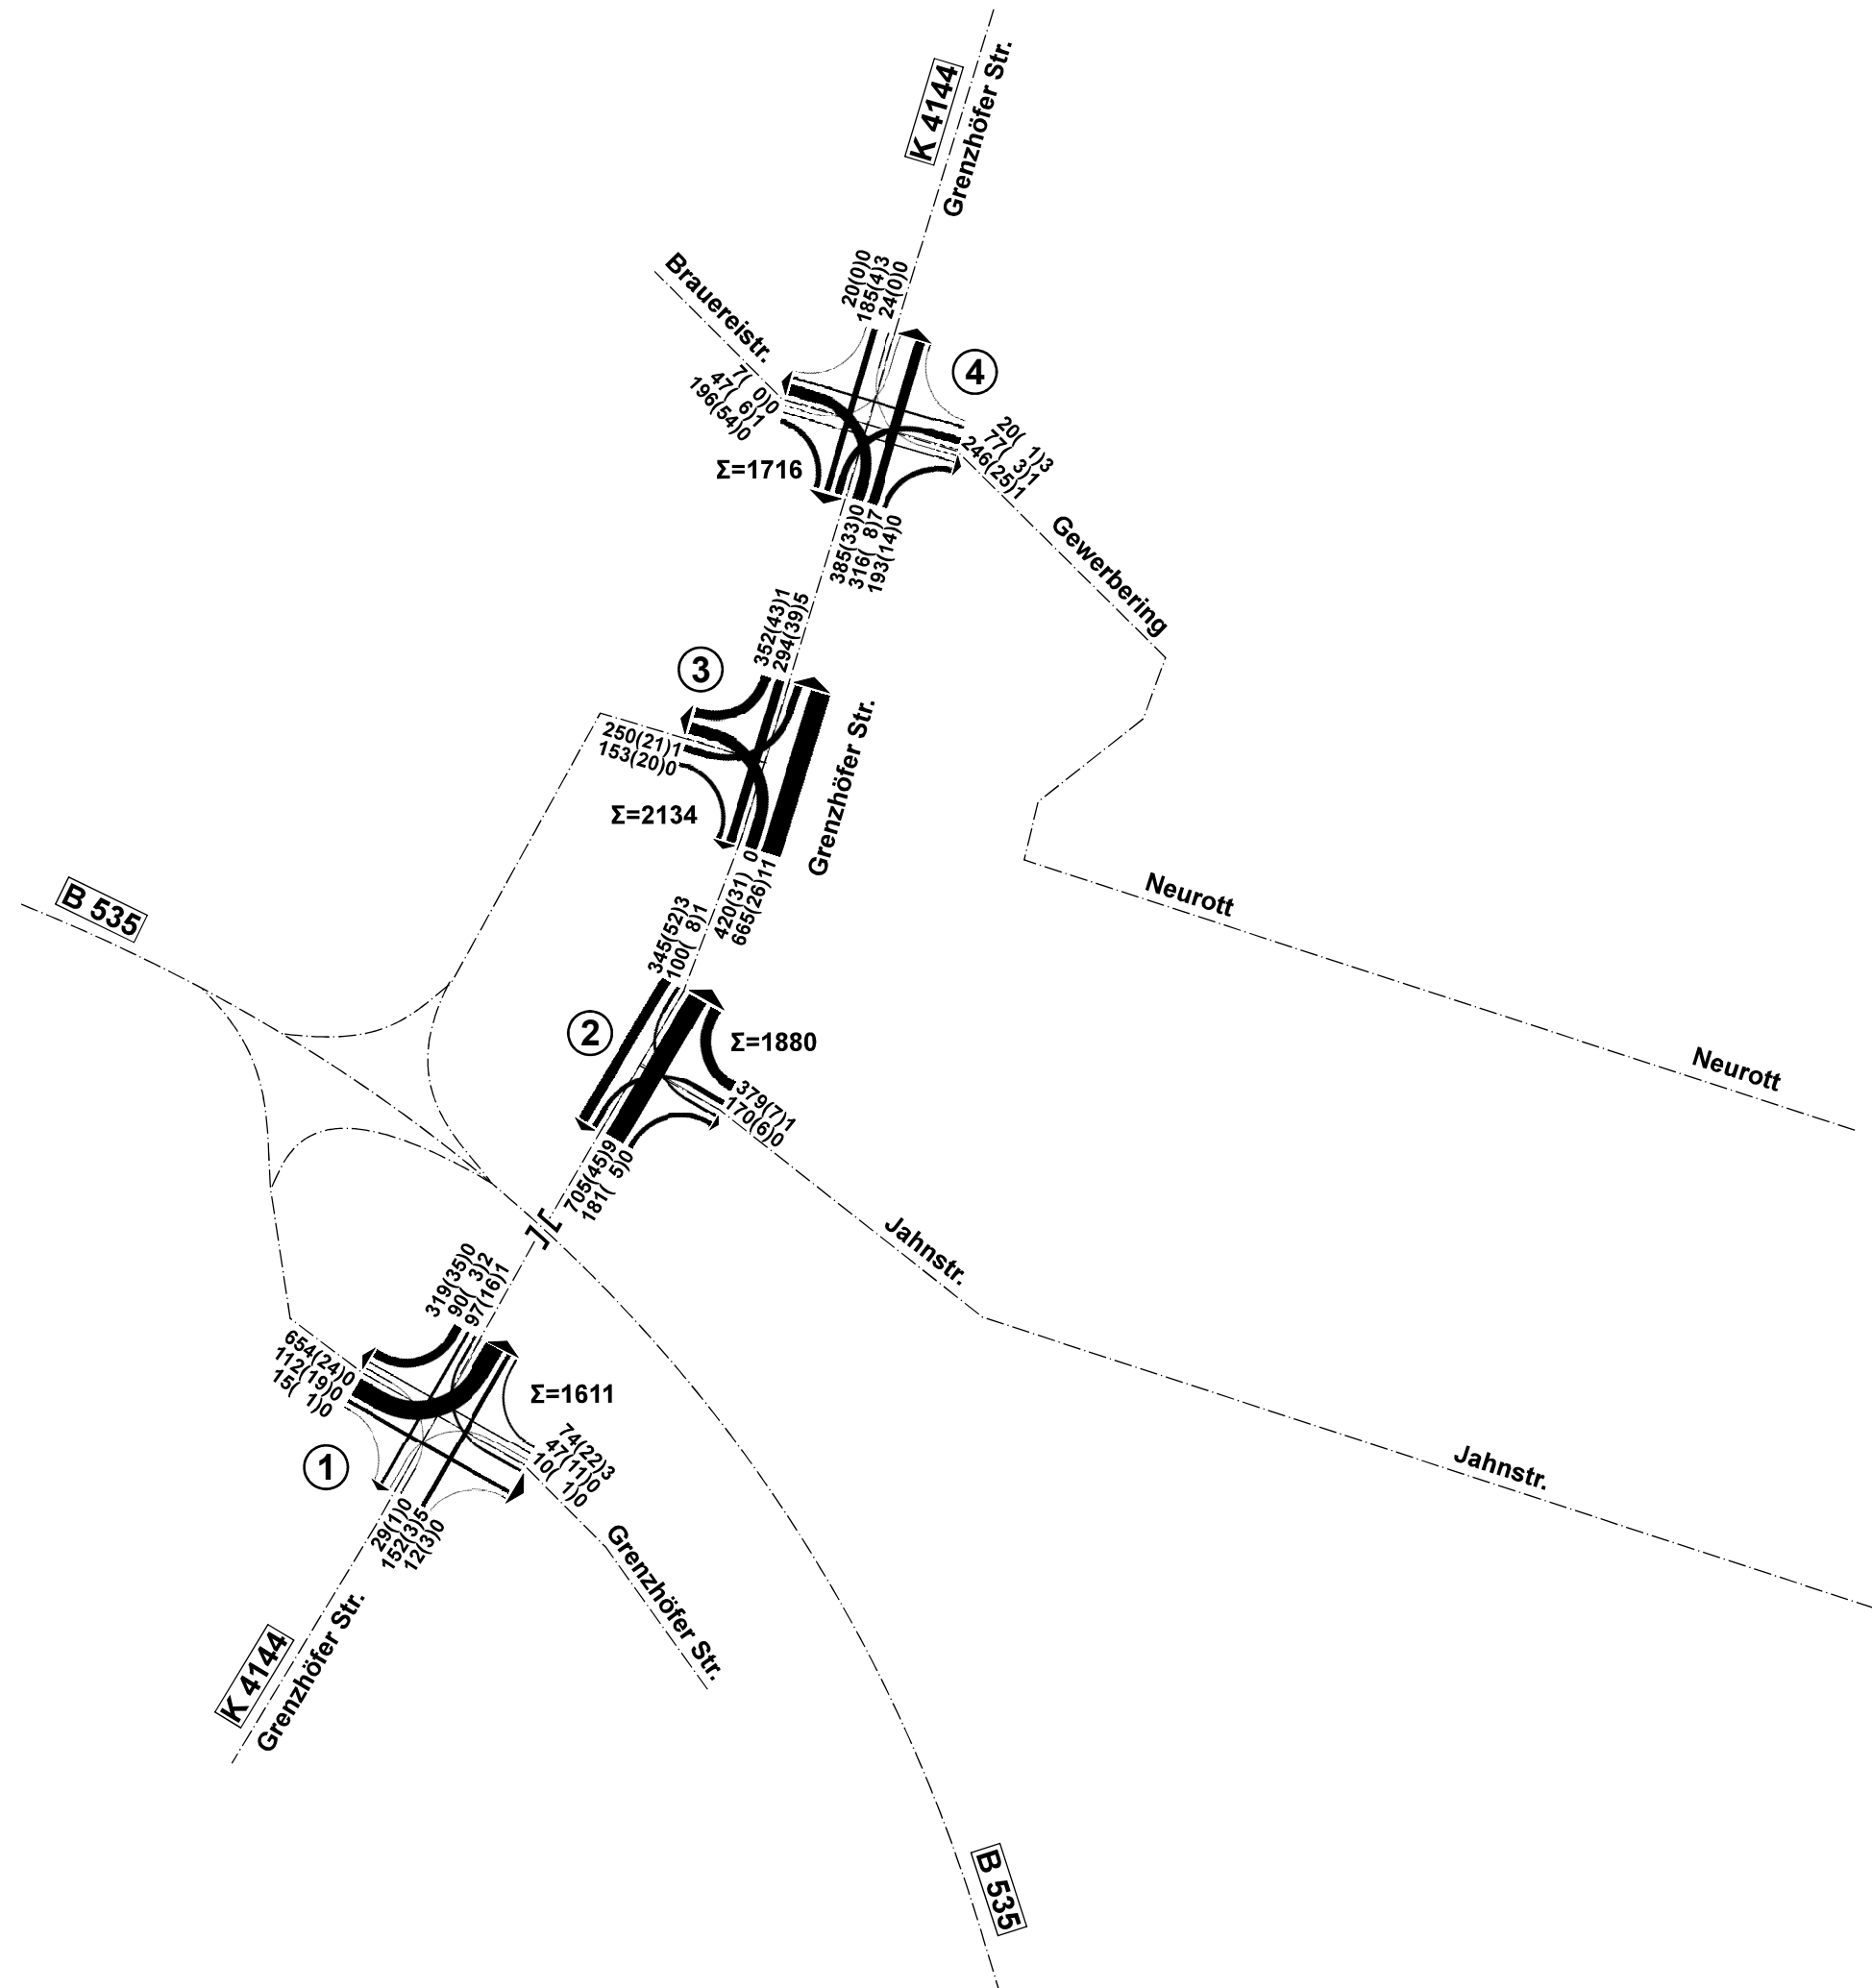 K 4144
Grenzhöfer Str.
Brauereistr.
20(0)0
185(4)3
24(0)0
4
7( 0)0
47( 6)1
196(54)0
20( 1)3
77( 3)1
246(25)1
Σ=1716
385(33)0
316( 8)7
193(14)0
Gewerbering
352(43)1
294(39)5
3
250(21)1
153(20)0
Σ=2134
Grenzhöfer Str.
420(31) 0
665(26)11
Neurott
Neurott
B 535
345(52)3
100( 8)1
2
Σ=1880
379(7)1
170(6)0
705(45)9
181( 5)0
Jahnstr.
Jahnstr.
319(35)0
90( 3)2
97(16)1
654(24)0
112(19)0
15( 1)0
Σ=1611
1
74(22)3
47(11)0
10( 1)0
29(1)0
152(3)5
12(3)0
Grenzhöfer Str.
K 4144
Grenzhöfer Str.
B 535